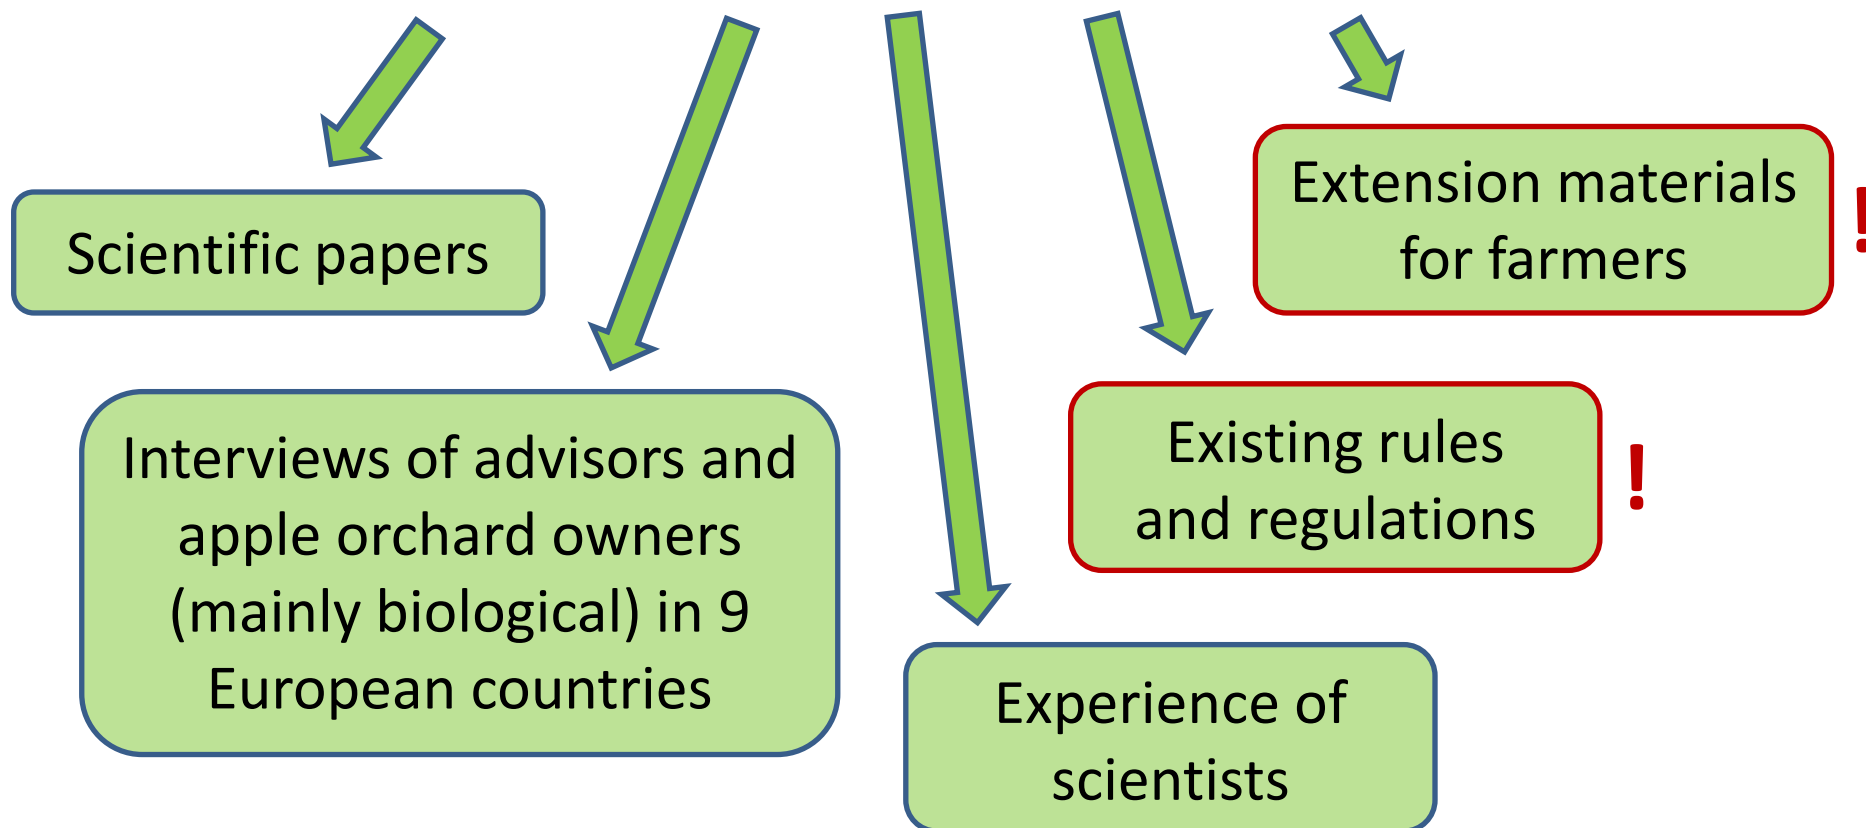 Scientific papers
Interviews of advisors and
apple orchard owners
(mainly biological) in 9
European countries
Experience of
scientists
Existing rules
and regulations
!
Extension materials
for farmers
!